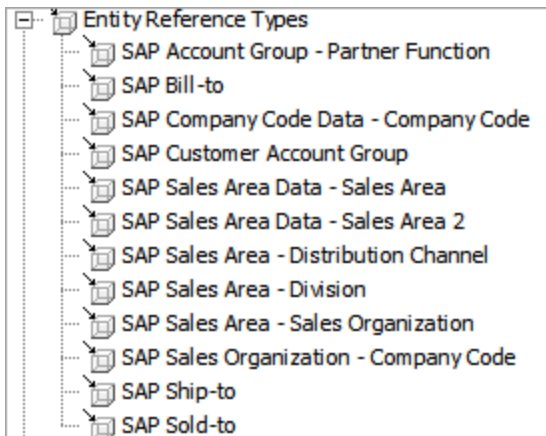 Entity Reference Types
SAP Account Group - Partner Function
SAP Bill-to
SAP Company Code Data - Company Code
SAP Customer Account Group
SAP Sales Area Data - Sales Area
SAP Sales Area Data - Sales Area 2
SAP Sales Area - Distribution Channel
SAP Sales Area - Division
SAP Sales Area - Sales Organization
SAP Sales Organization - Company Code
SAP Ship-to
SAP Sold-to